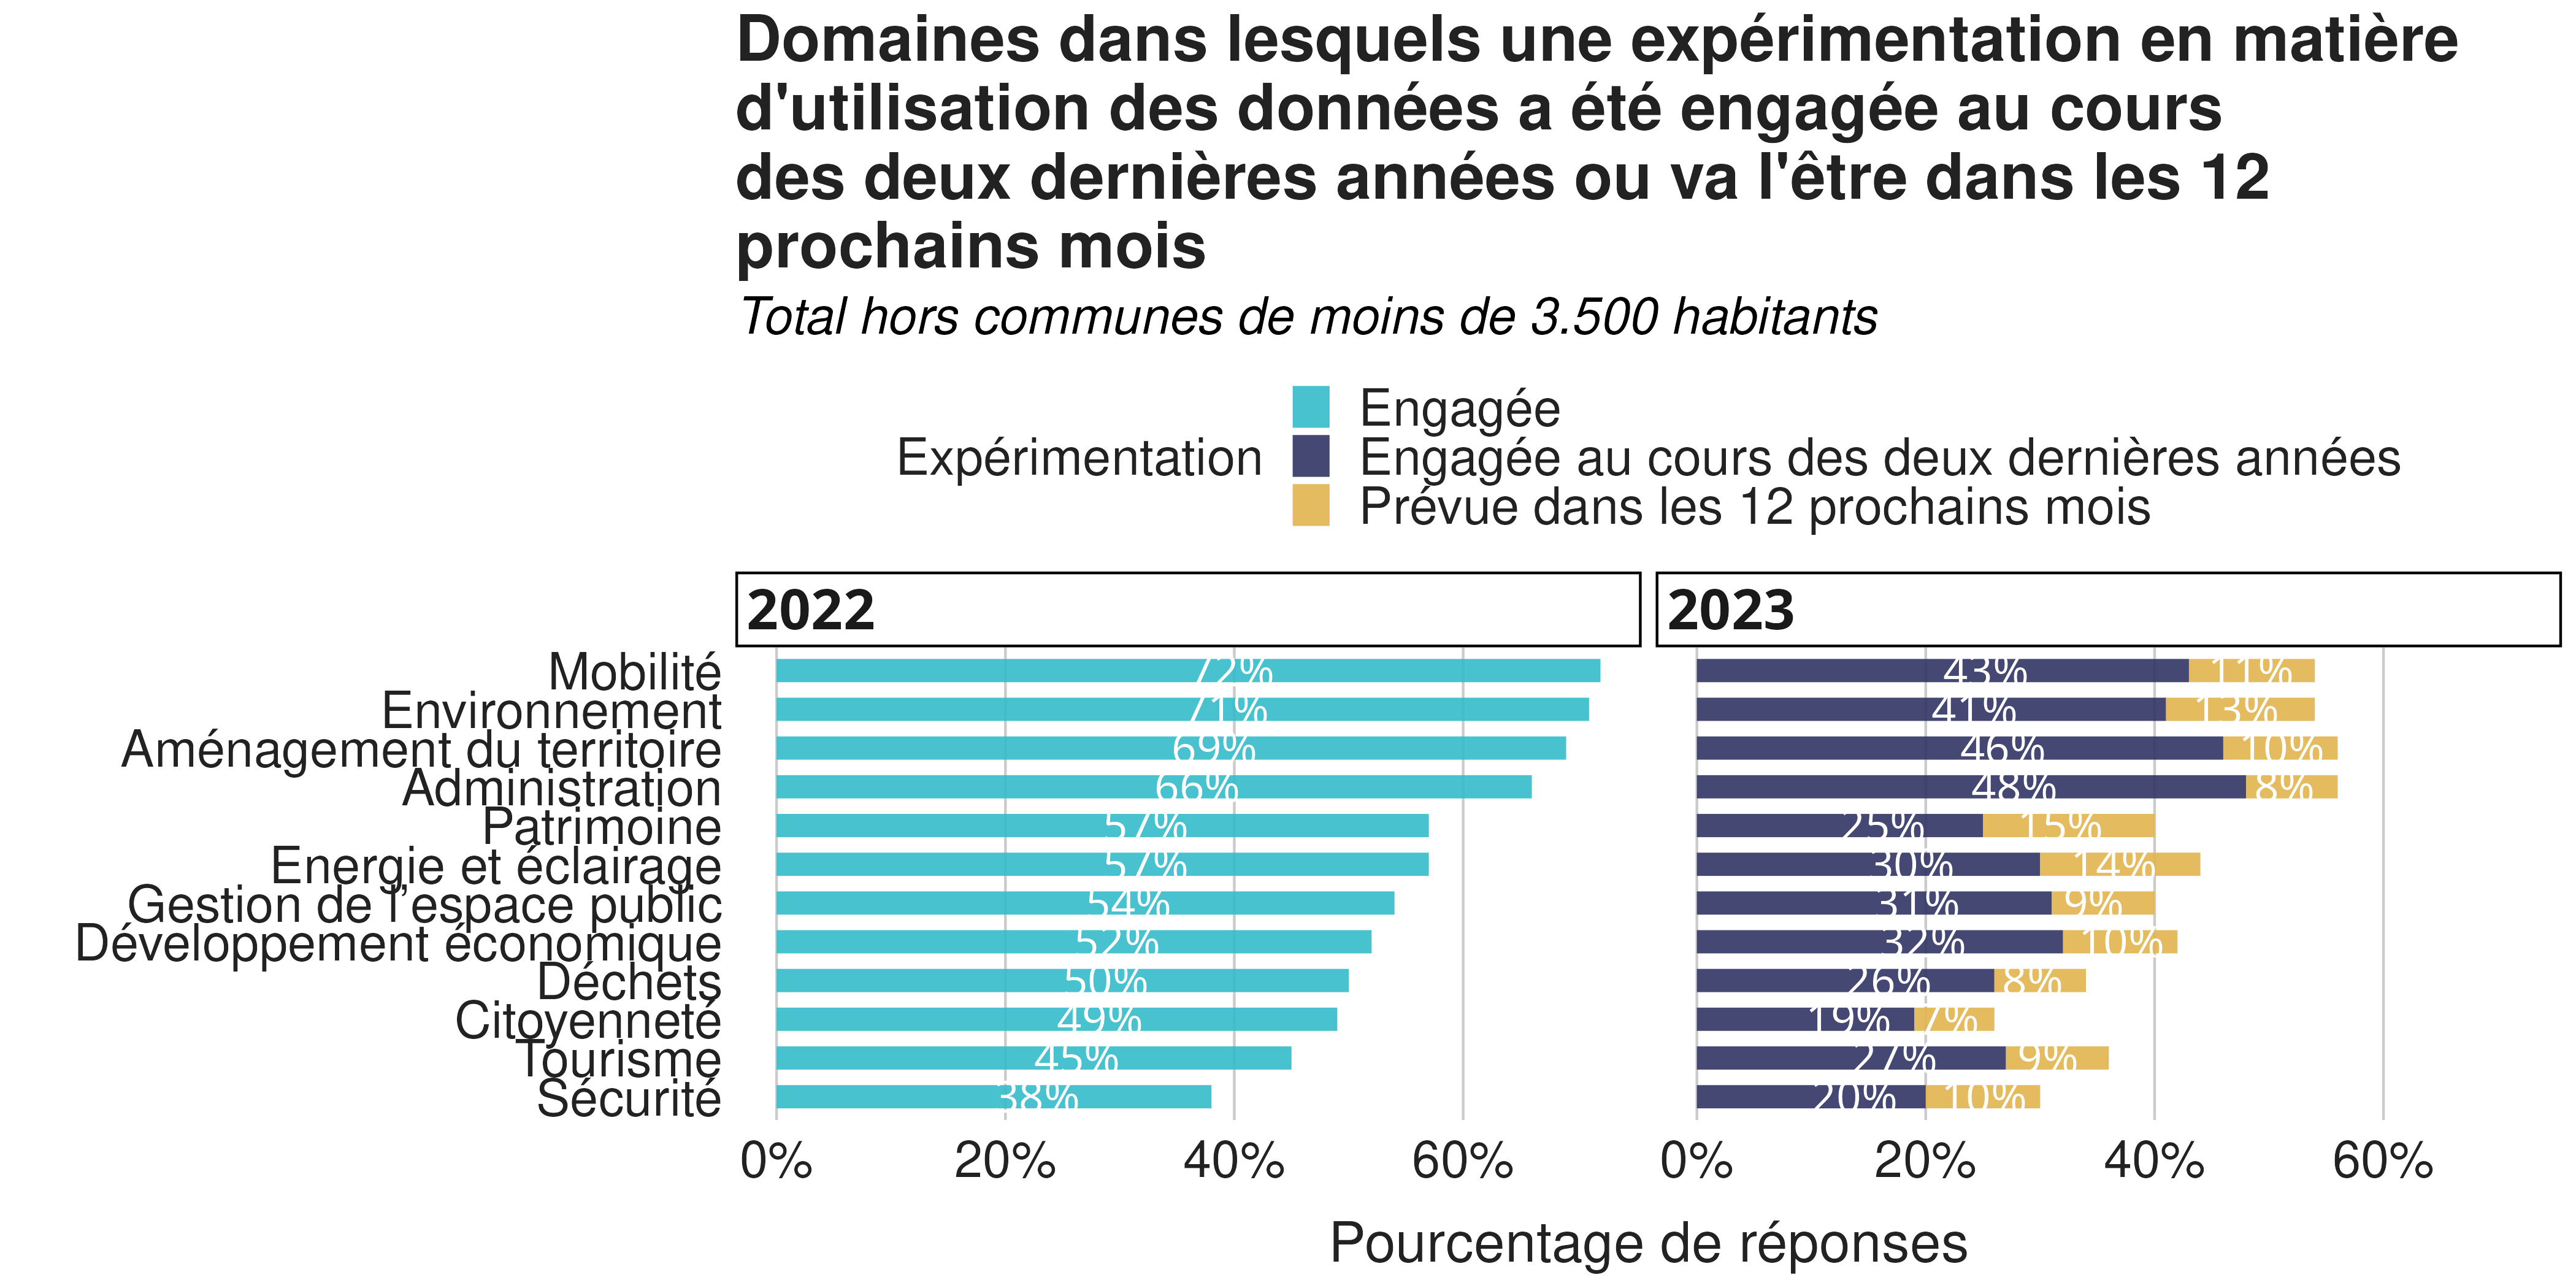 Domaines dans lesquels une expérimentation en matière
d'utilisation des données a été engagée au cours
des deux dernières années ou va l'être dans les 12
prochains mois
Total hors communes de moins de 3.500 habitants
Expérimentation
Engagée
Engagée au cours des deux dernières années
Prévue dans les 12 prochains mois
2022 2023
Mobilité 72% 43% 11%
Environnement 71% 41% 13%
Aménagement du territoire 69% 46% 10%
Administration 66% 48% 8%
Patrimoine 57% 25% 15%
Energie et éclairage 57% 30% 14%
Gestion de l’espace public 54% 31% 9%
Développement économique 52% 32% 10%
Déchets 50% 26% 8%
Citoyenneté 49% 19% 7%
Tourisme 45% 27% 9%
Sécurité 38% 20% 10%
0% 20% 40% 60% 0% 20% 40% 60%
Pourcentage de réponses